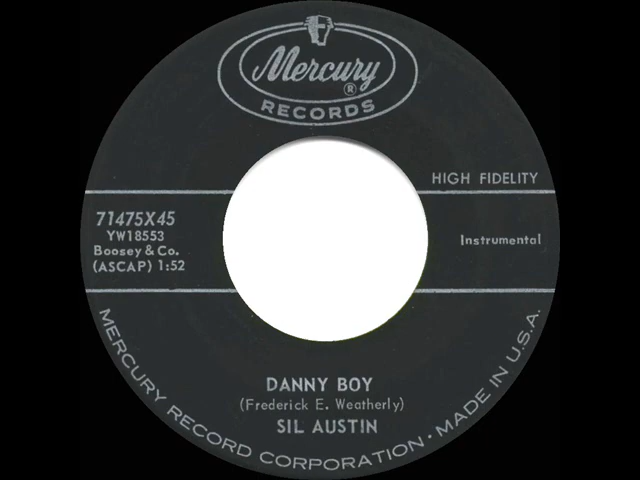 Mercury ®
RECORDS
HIGH FIDELITY
71475X45
YW18553
Boosey & Co.
(ASCAP) 1:52
Instrumental
DANNY BOY
(Frederick E. Weatherly)
SIL AUSTIN
MERCURY RECORD CORPORATION • MADE IN U.S.A.